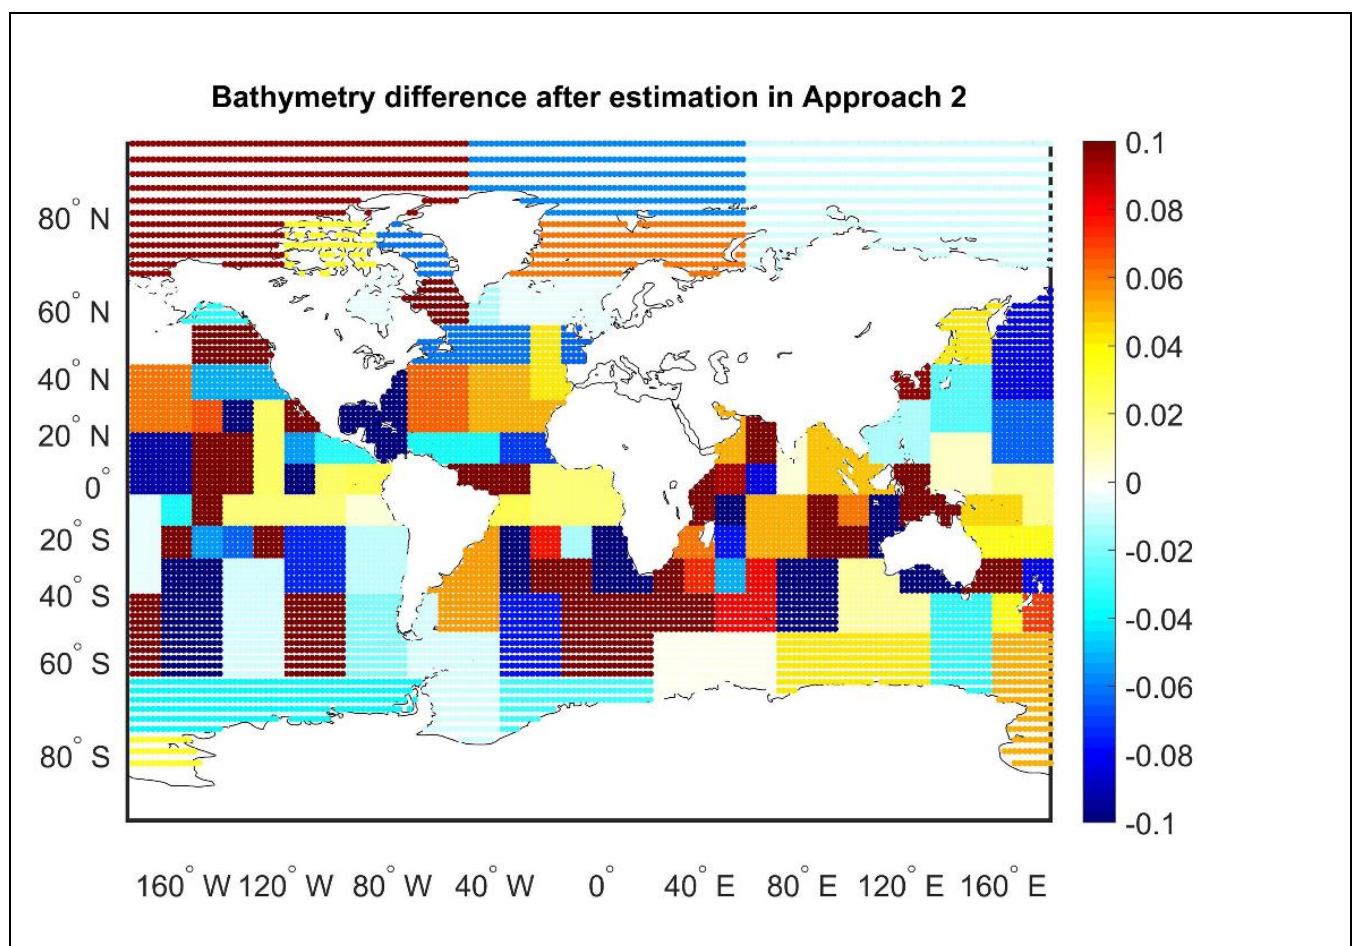 Bathymetry difference after estimation in Approach 2
80° N
60° N
40° N
20° N
0°
20° S
40° S
60° S
80° S
160° W 120° W 80° W 40° W 0° 40° E 80° E 120° E 160° E
0.1
0.08
0.06
0.04
0.02
0
-0.02
-0.04
-0.06
-0.08
-0.1